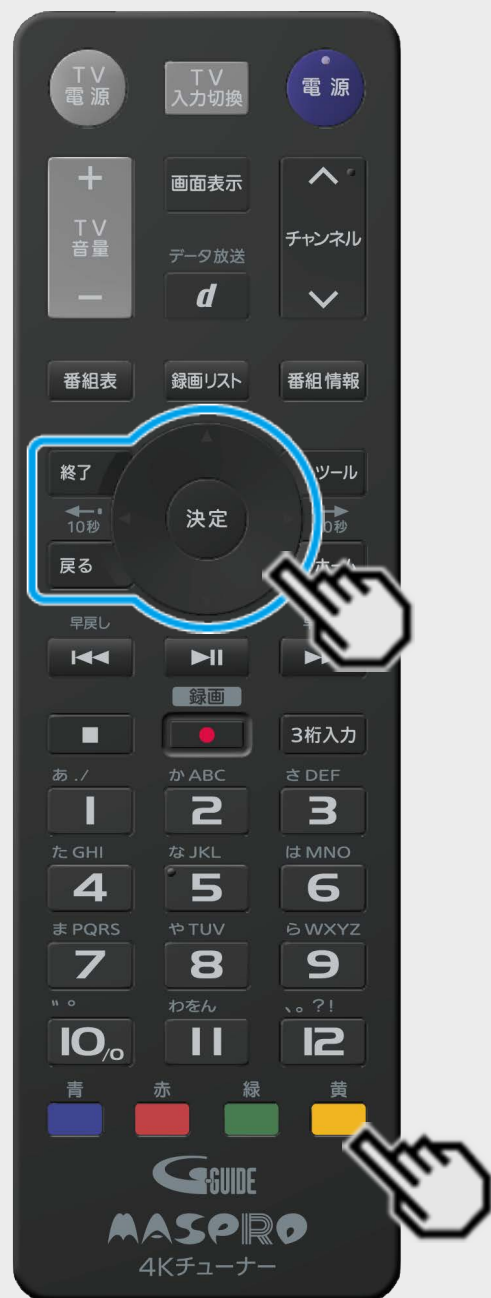 TV
電源
TV
入力切換
電源
+
TV
音量
−
画面表示
データ放送
d
チャンネル
番組表
録画リスト
番組情報
終了
ツール
10秒
決定
0秒
戻る
ホーム
早戻し
録画
3桁入力
あ ./
1
か ABC
2
さ DEF
3
た GHI
4
な JKL
5
は MNO
6
ま PQRS
7
や TUV
8
ら WXYZ
9
゛゜
10/0
わをん
11
、。?!
12
青
赤
緑
黄
G-GUIDE
MASPRO
4Kチューナー